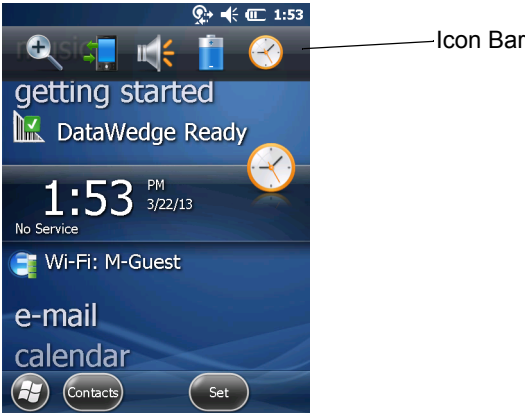 1:53
Icon Bar
music
getting started
DataWedge Ready
1:53 PM
3/22/13
No Service
Wi-Fi: M-Guest
e-mail
calendar
Contacts
Set